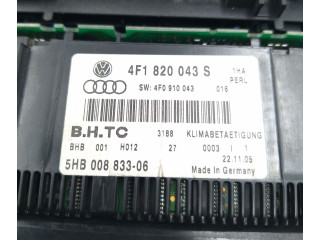 4F1 820 043 S 1HA
SW: 4F0 910 043 016 PERL
B.H.TC 3188 KLIMABETAETIGUNG
BHB 001 H012 27 0003 / 1
22.11.05
5HB 008 833-06 Made in Germany